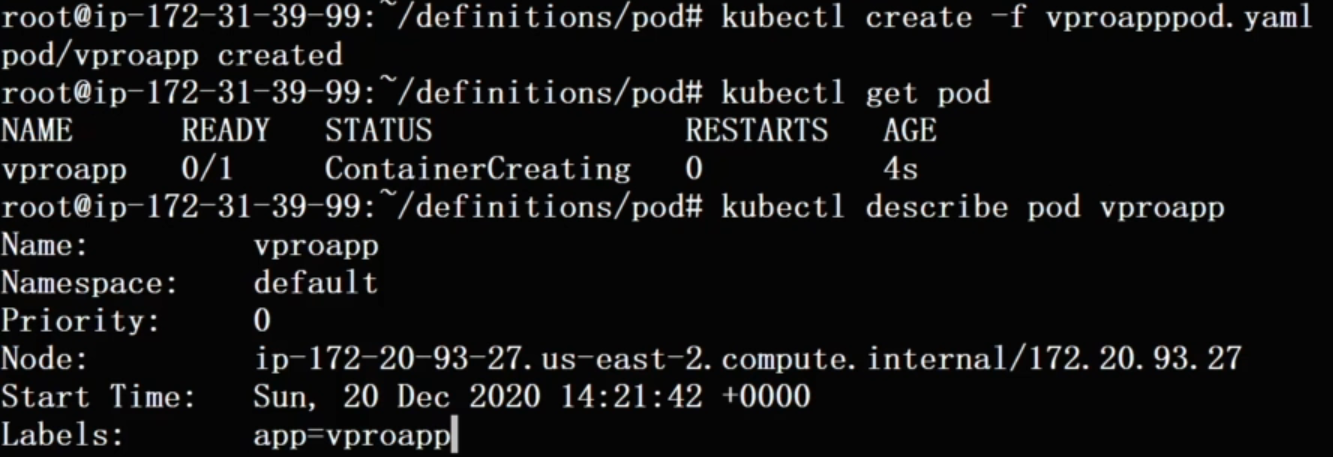 root@ip-172-31-39-99:~/definitions/pod# kubectl create -f vproapppod.yaml
pod/vproapp created
root@ip-172-31-39-99:~/definitions/pod# kubectl get pod
NAME      READY   STATUS              RESTARTS   AGE
vproapp   0/1     ContainerCreating   0          4s
root@ip-172-31-39-99:~/definitions/pod# kubectl describe pod vproapp
Name:         vproapp
Namespace:    default
Priority:     0
Node:         ip-172-20-93-27.us-east-2.compute.internal/172.20.93.27
Start Time:   Sun, 20 Dec 2020 14:21:42 +0000
Labels:       app=vproapp